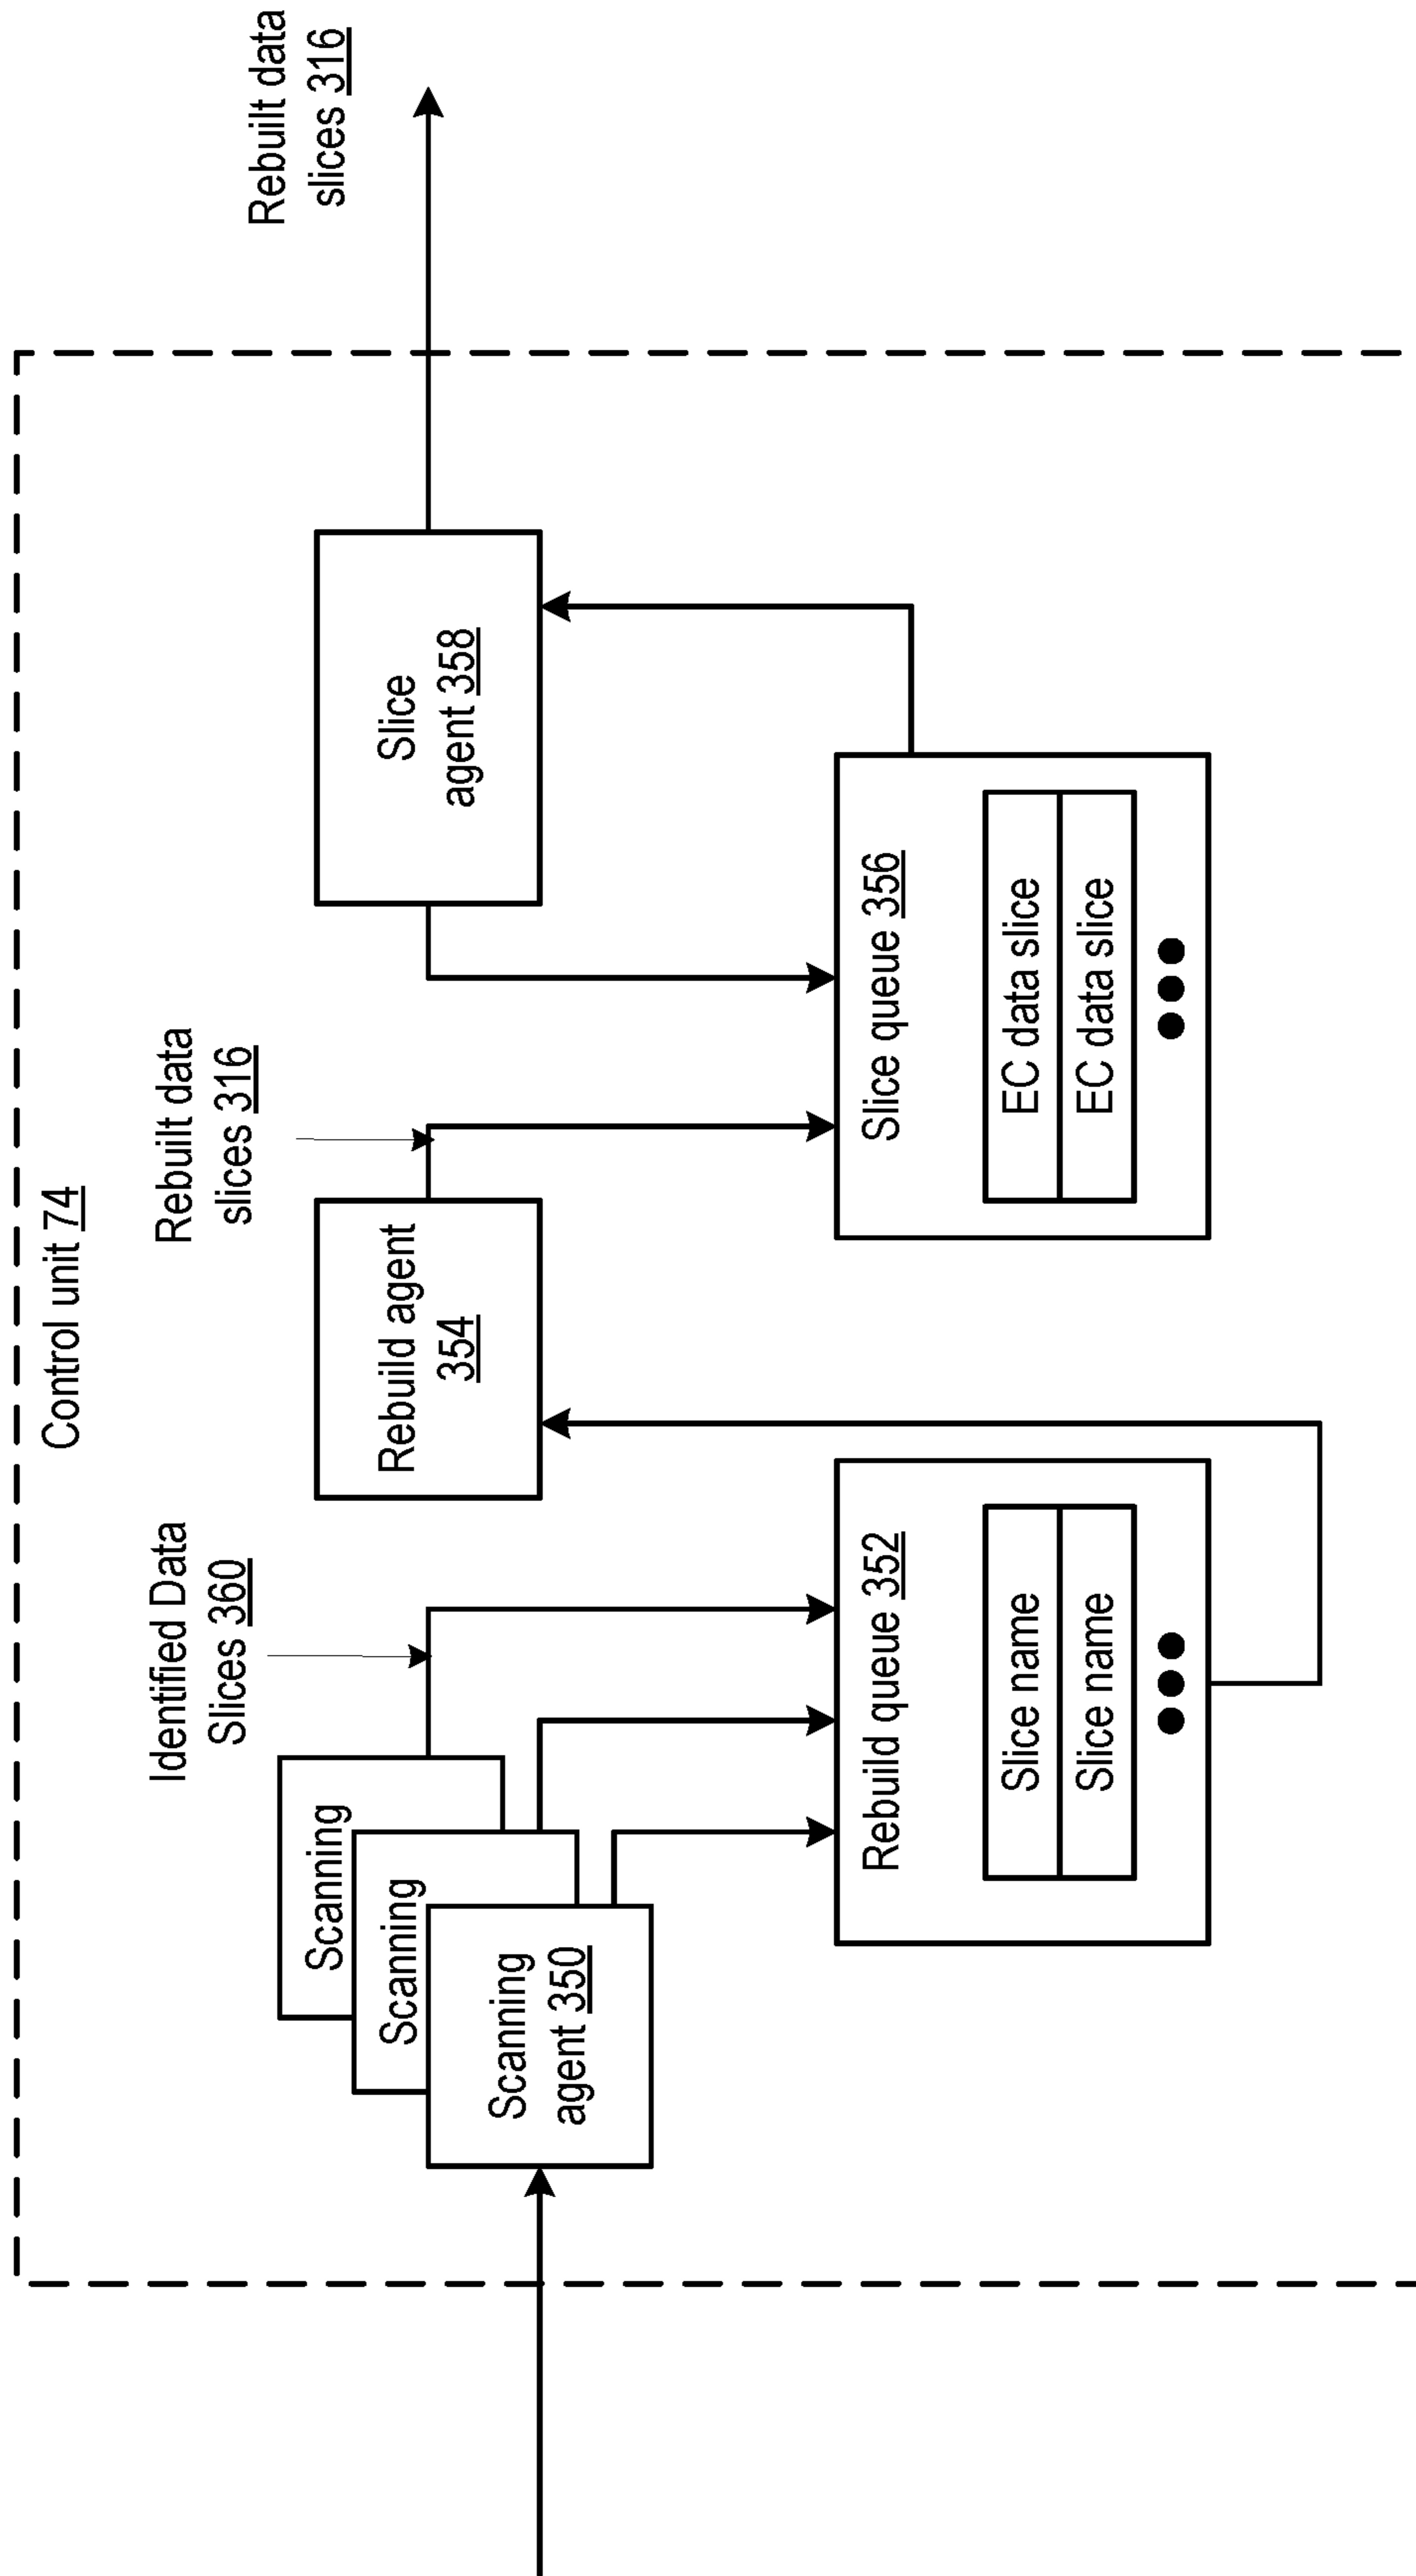 Control unit 74
Identified Data
Slices 360
Rebuilt data
slices 316
Rebuilt data
slices 316
Scanning
Scanning
Scanning
agent 350
Rebuild agent
354
Slice
agent 358
Rebuild queue 352
Slice name
Slice name
Slice queue 356
EC data slice
EC data slice